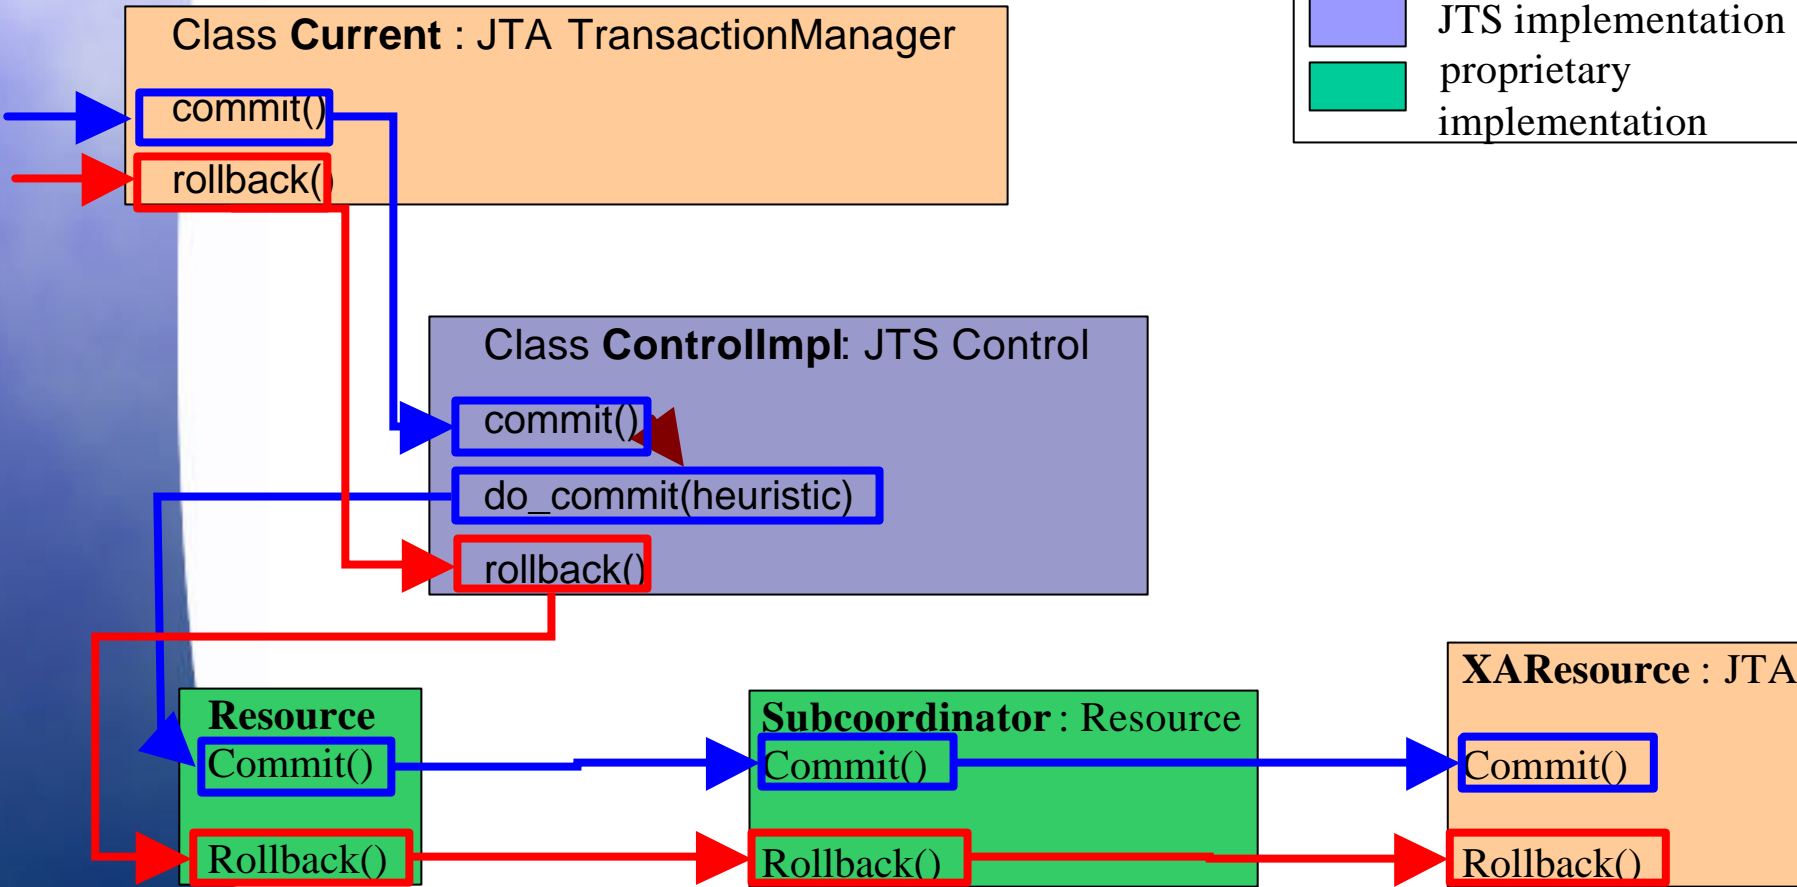 Class Current : JTA TransactionManager
commit()
rollback()
JTS implementation
proprietary
implementation
Class ControlImpl: JTS Control
commit()
do_commit(heuristic)
rollback()
Resource
Commit()
Rollback()
Subcoordinator : Resource
Commit()
Rollback()
XAResource : JTA
Commit()
Rollback()